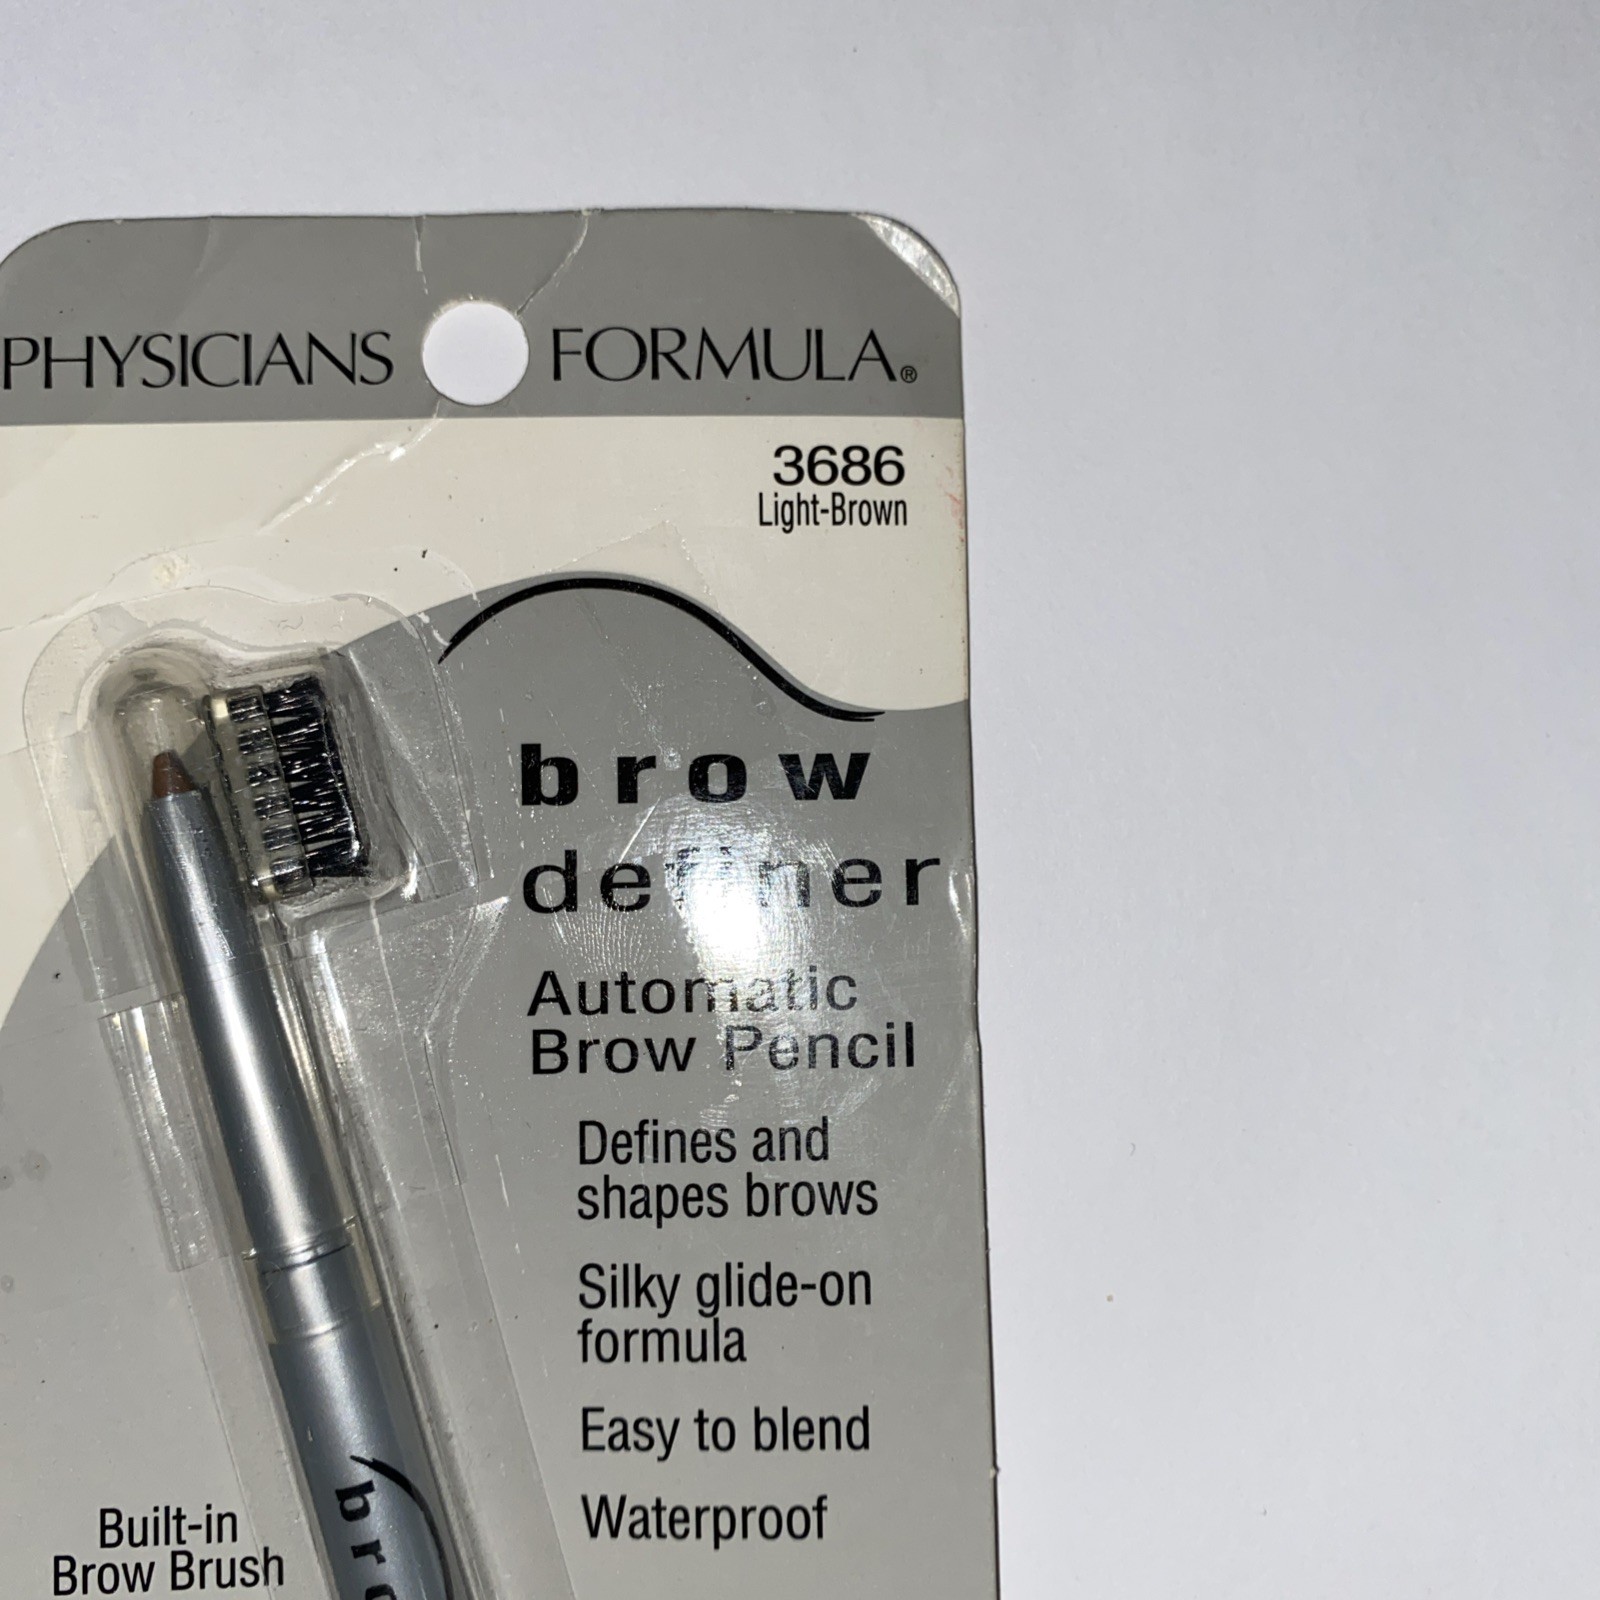 PHYSICIANS FORMULA®
3686
Light-Brown
brow
definer
Automatic
Brow Pencil
Defines and
shapes brows
Silky glide-on
formula
Easy to blend
Waterproof
Built-in
Brow Brush
bro